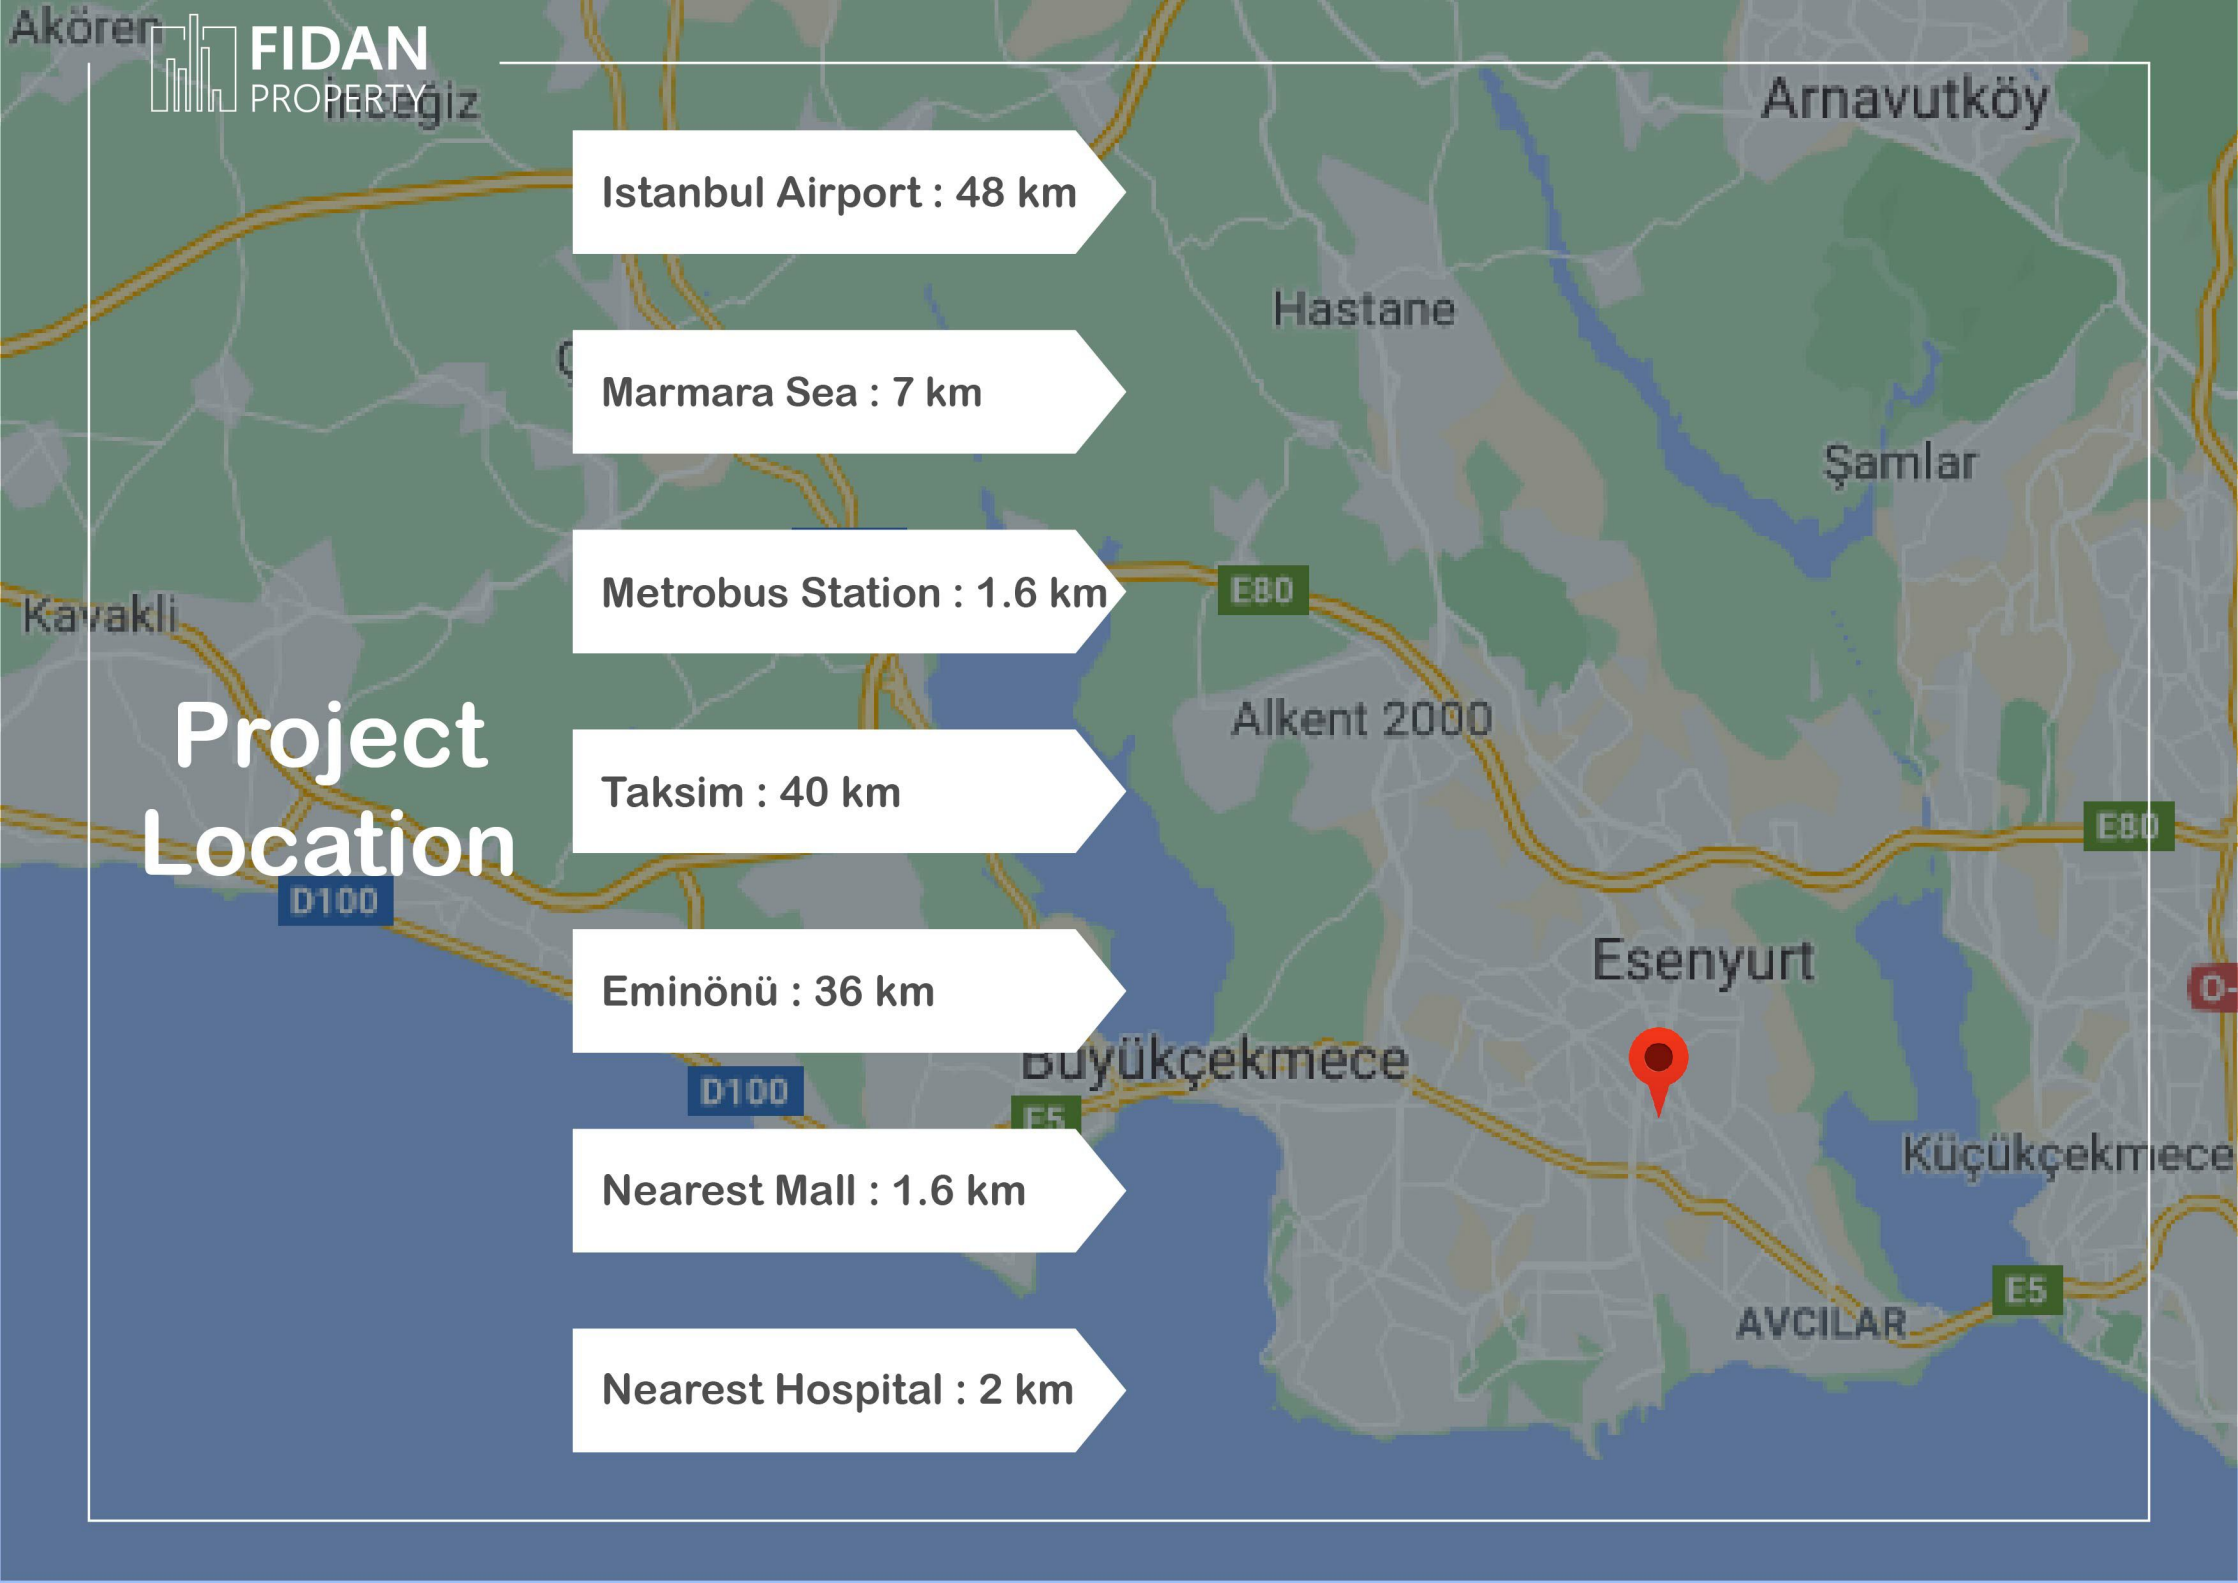 Akören
FIDAN
PROPERTY
İnceğiz
Arnavutköy
Istanbul Airport : 48 km
Hastane
Marmara Sea : 7 km
Şamlar
Metrobus Station : 1.6 km
E80
Kavakli
Project
Location
Alkent 2000
Taksim : 40 km
E80
D100
Esenyurt
Eminönü : 36 km
O-
Büyükçekmece
D100
E5
Küçükçekmece
Nearest Mall : 1.6 km
E5
AVCILAR
Nearest Hospital : 2 km